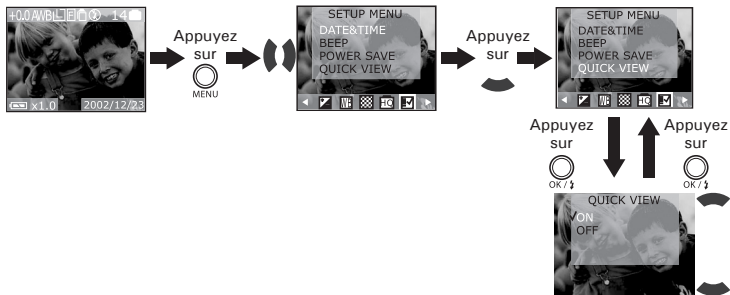 +0.0 AWB L F 14
x1.0 2002/12/23
Appuyez
sur
MENU
SETUP MENU
DATE&TIME
BEEP
POWER SAVE
QUICK VIEW
Appuyez
sur
SETUP MENU
DATE&TIME
BEEP
POWER SAVE
QUICK VIEW
Appuyez
sur
OK /
Appuyez
sur
OK /
QUICK VIEW
ON
OFF